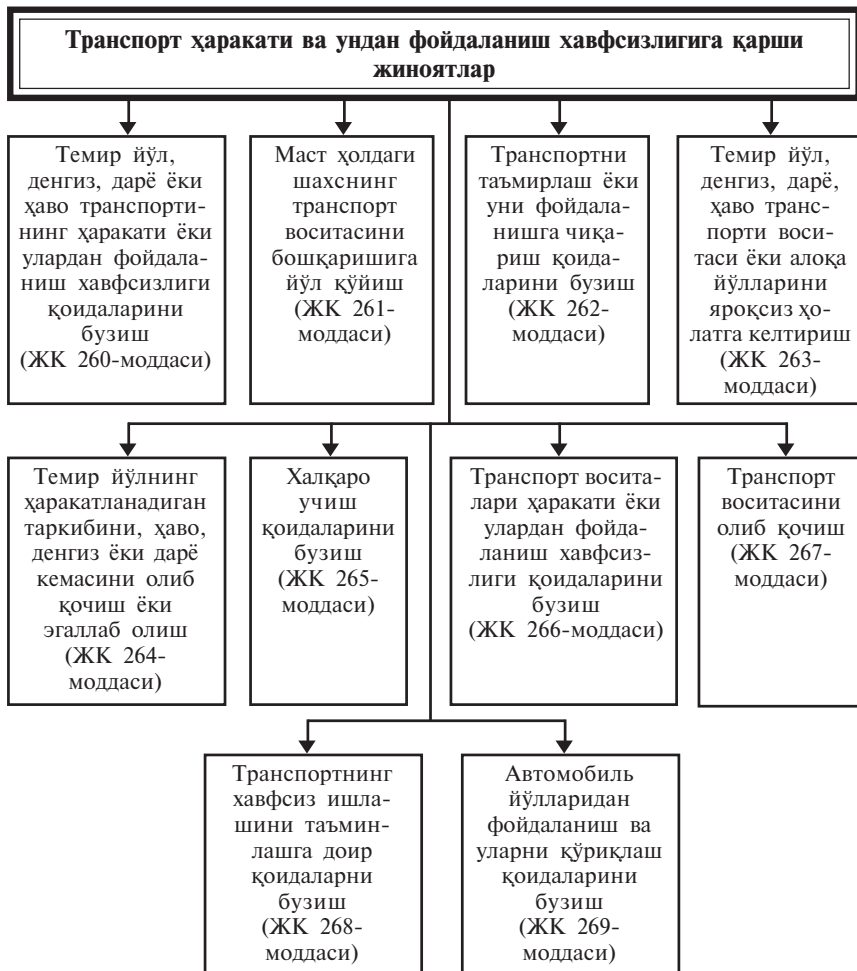 Транспорт ҳаракати ва ундан фойдаланиш хавфсизлигига қарши
жиноятлар
Темир йўл,
денгиз, дарё ёки
ҳаво транспорти-
нинг ҳаракати ёки
улардан фойдала-
ниш хавфсизлиги
қоидаларини
бузиш
(ЖК 260-моддаси)
Маст ҳолдаги
шахснинг
транспорт
воситасини
бошқаришига
йўл қўйиш
(ЖК 261-
моддаси)
Транспортни
таъмирлаш ёки
уни фойдала-
нишга чиқа-
риш қоида-
ларини бузиш
(ЖК 262-
моддаси)
Темир йўл,
денгиз, дарё,
ҳаво транс-
порти воси-
таси ёки алоқа
йўлларини
яроқсиз ҳо-
латга келтириш
(ЖК 263-
моддаси)
Темир йўлнинг
ҳаракатланадиган
таркибини, ҳаво,
денгиз ёки дарё
кемасини олиб
қочиш ёки
эгаллаб олиш
(ЖК 264-
моддаси)
Халқаро
учиш
қоидаларини
бузиш
(ЖК 265-
моддаси)
Транспорт восита-
лари ҳаракати ёки
улардан фойда-
ланиш хавфсиз-
лиги қоидаларини
бузиш
(ЖК 266-моддаси)
Транспорт
воситасини
олиб қочиш
(ЖК 267-
моддаси)
Транспортнинг
хавфсиз ишла-
шини таъмин-
лашга доир
қоидаларни
бузиш
(ЖК 268-
моддаси)
Автомобиль
йўлларидан
фойдаланиш ва
уларни қўриқлаш
қоидаларини
бузиш
(ЖК 269-
моддаси)